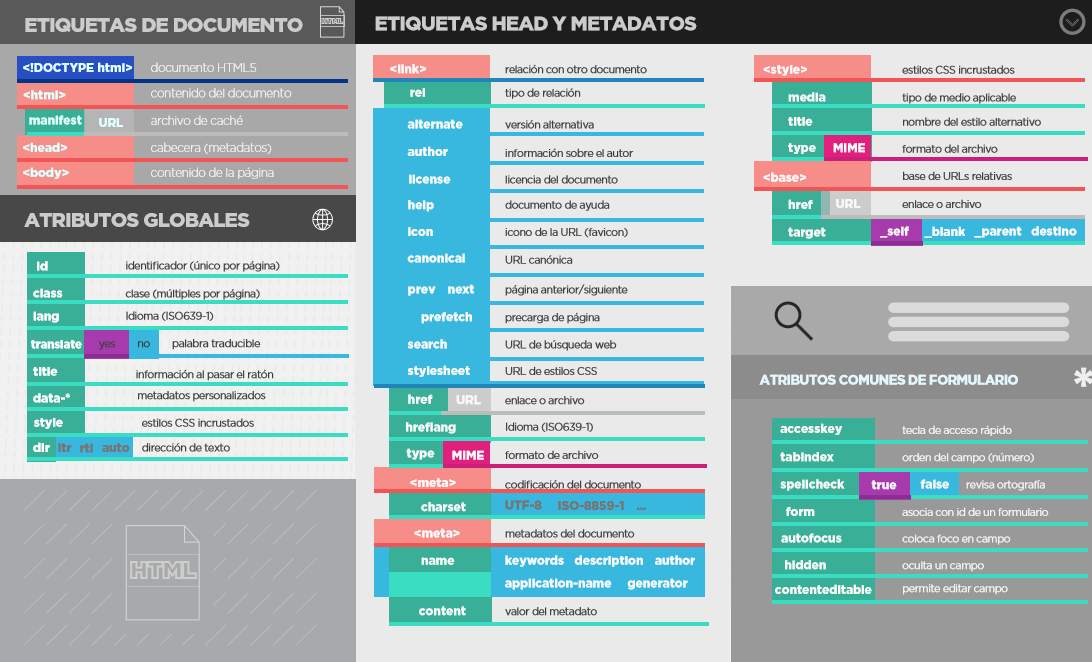 ETIQUETAS DE DOCUMENTO
HTML
<!DOCTYPE html> documento HTML5
<html> contenido del documento
manifest URL archivo de caché
<head> cabecera (metadatos)
<body> contenido de la página
ATRIBUTOS GLOBALES
id identificador (único por página)
class clase (múltiples por página)
lang Idioma (ISO639-1)
translate yes no palabra traducible
title información al pasar el ratón
data-* metadatos personalizados
style estilos CSS incrustados
dir ltr rtl auto dirección de texto
HTML
ETIQUETAS HEAD Y METADATOS
<link> relación con otro documento
rel tipo de relación
alternate versión alternativa
author información sobre el autor
license licencia del documento
help documento de ayuda
icon icono de la URL (favicon)
canonical URL canónica
prev next página anterior/siguiente
prefetch precarga de página
search URL de búsqueda web
stylesheet URL de estilos CSS
href URL enlace o archivo
hreflang Idioma (ISO639-1)
type MIME formato de archivo
<meta> codificación del documento
charset UTF-8 ISO-8859-1 ...
<meta> metadatos del documento
name keywords description author
application-name generator
content valor del metadato
<style> estilos CSS incrustados
media tipo de medio aplicable
title nombre del estilo alternativo
type MIME formato del archivo
<base> base de URLs relativas
href URL enlace o archivo
target _self _blank _parent destino
ATRIBUTOS COMUNES DE FORMULARIO *
accesskey tecla de acceso rápido
tabindex orden del campo (número)
spellcheck true false revisa ortografía
form asocia con id de un formulario
autofocus coloca foco en campo
hidden oculta un campo
contenteditable permite editar campo